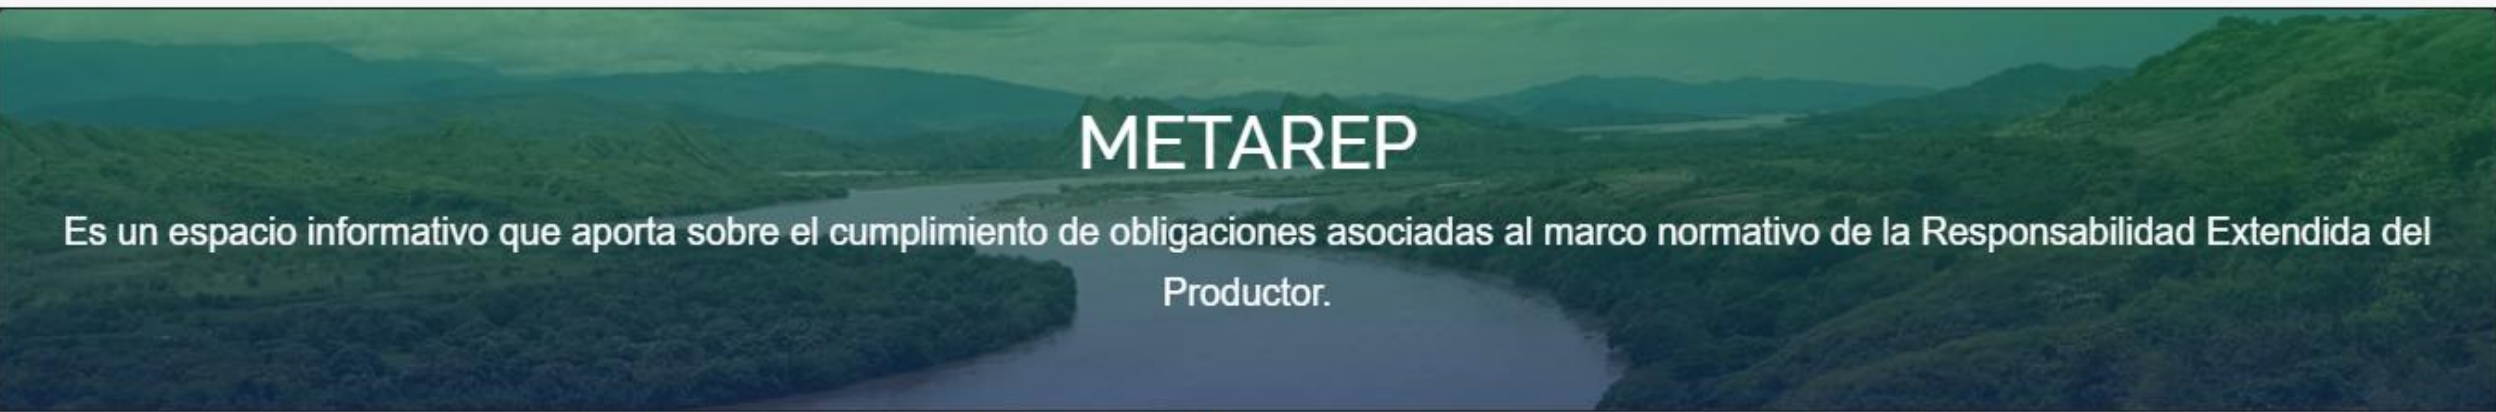 METAREP
Es un espacio informativo que aporta sobre el cumplimiento de obligaciones asociadas al marco normativo de la Responsabilidad Extendida del
Productor.